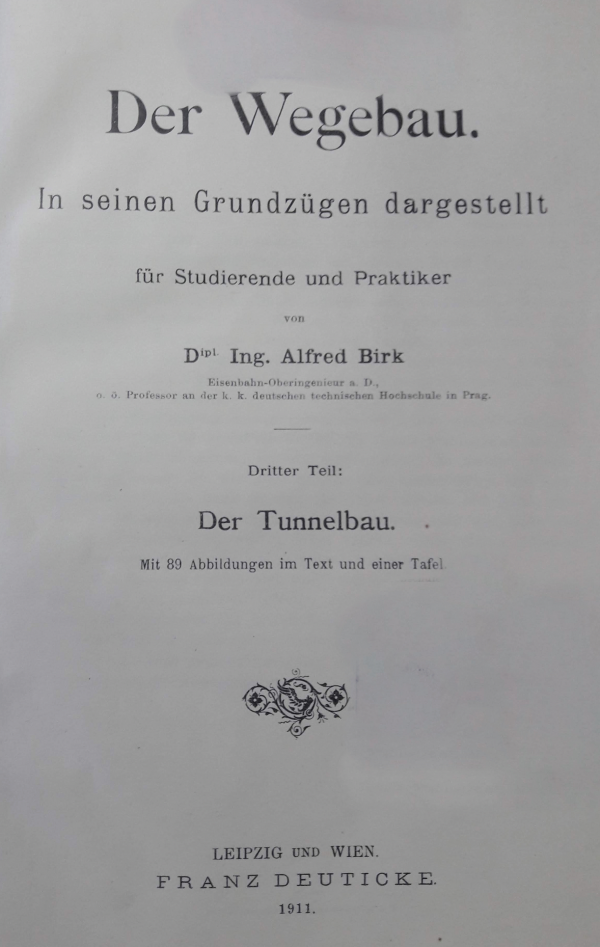 Der Wegebau.
In seinen Grundzügen dargestellt
für Studierende und Praktiker
von
Dipl. Ing. Alfred Birk
Eisenbahn-Oberingenieur a. D.,
o. ö. Professor an der k. k. deutschen technischen Hochschule in Prag.
Dritter Teil:
Der Tunnelbau.
Mit 89 Abbildungen im Text und einer Tafel.
LEIPZIG UND WIEN.
FRANZ DEUTICKE.
1911.